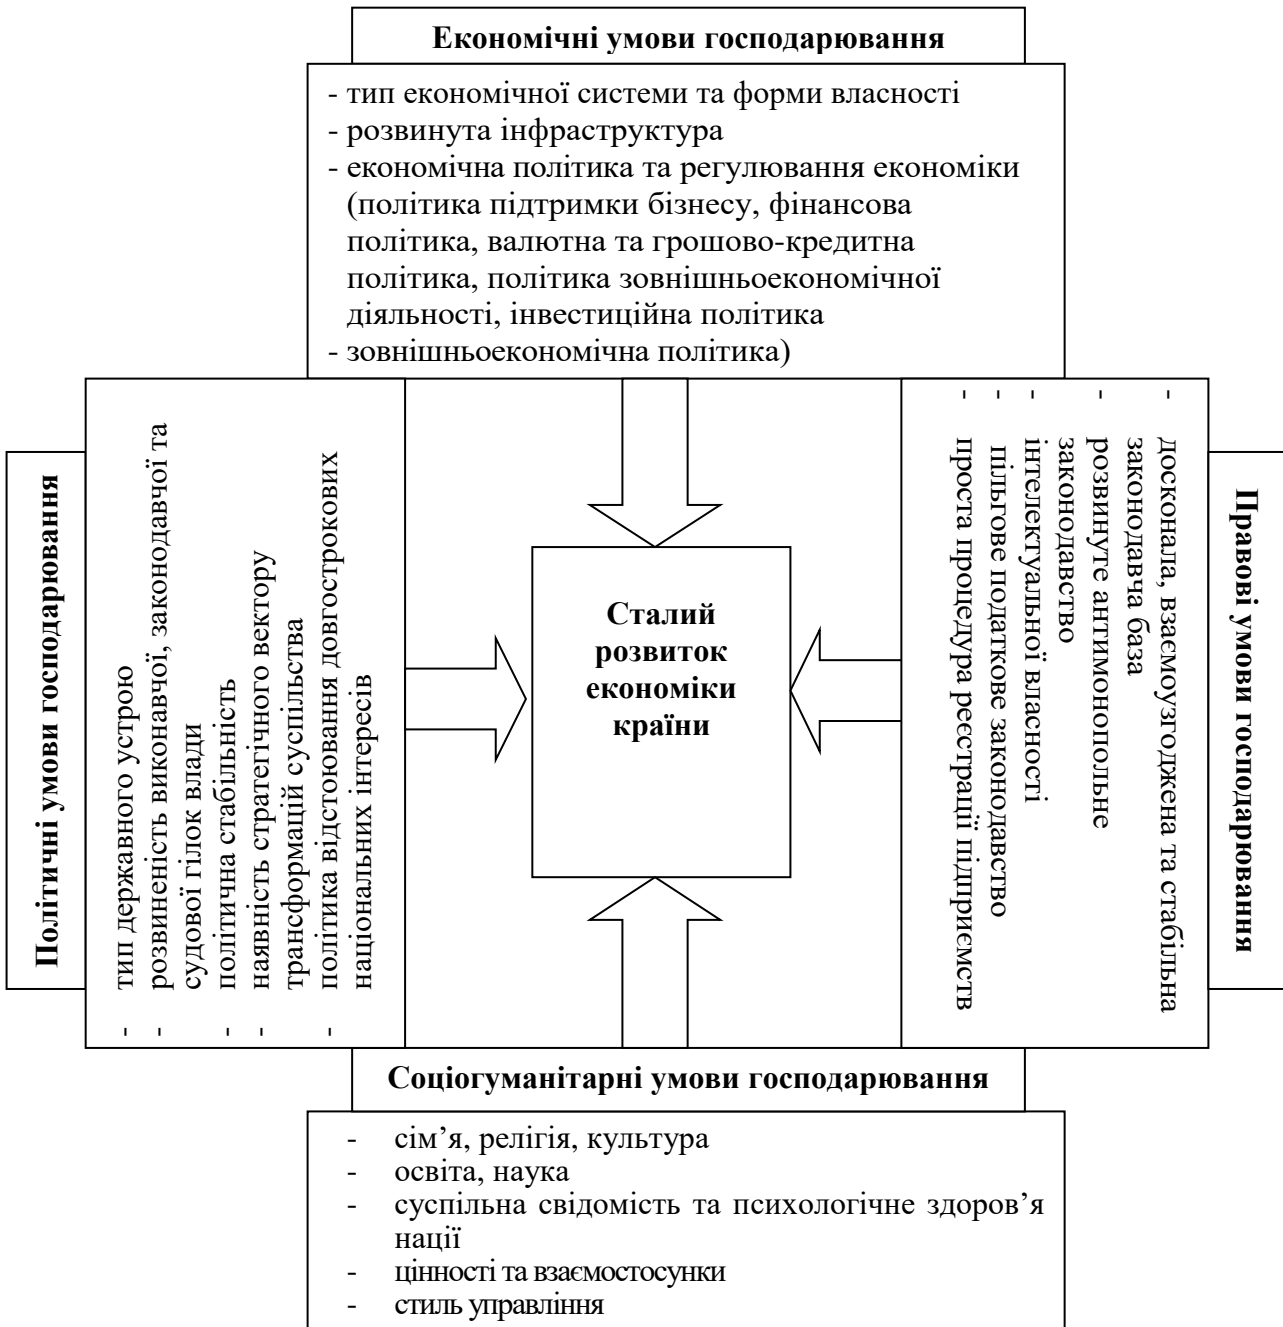 Економічні умови господарювання
- тип економічної системи та форми власності
- розвинута інфраструктура
- економічна політика та регулювання економіки
(політика підтримки бізнесу, фінансова
політика, валютна та грошово-кредитна
політика, політика зовнішньоекономічної
діяльності, інвестиційна політика
- зовнішньоекономічна політика)
Політичні умови господарювання
- тип державного устрою
- розвиненість виконавчої, законодавчої та
судової гілок влади
- політична стабільність
- наявність стратегічного вектору
трансформацій суспільства
- політика відстоювання довгострокових
національних інтересів
Сталий
розвиток
економіки
країни
Правові умови господарювання
- досконала, взаємоузгоджена та стабільна
законодавча база
- розвинуте антимонопольне
законодавство
- інтелектуальної власності
- пільгове податкове законодавство
- проста процедура реєстрації підприємств
Соціогуманітарні умови господарювання
- сім’я, релігія, культура
- освіта, наука
- суспільна свідомість та психологічне здоров’я
нації
- цінності та взаємостосунки
- стиль управління